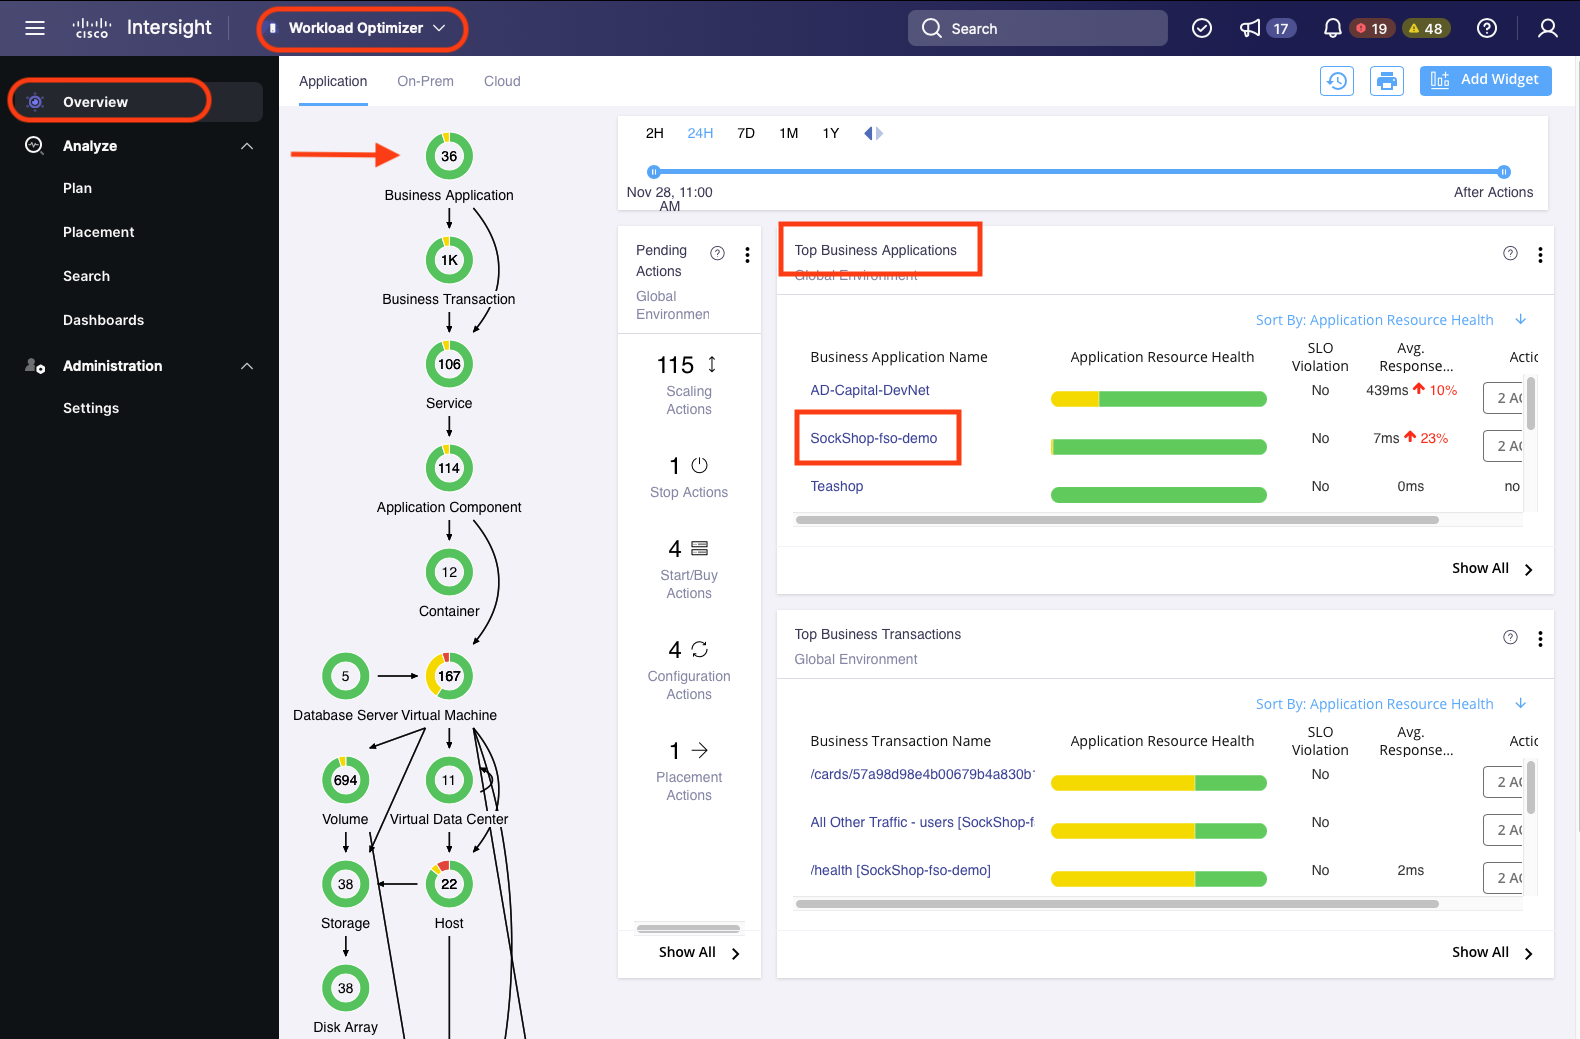 cisco Intersight
Workload Optimizer
Search
17
19
48
Overview
Analyze
Plan
Placement
Search
Dashboards
Administration
Settings
Application On-Prem Cloud
Add Widget
36
Business Application
1K
Business Transaction
106
Service
114
Application Component
12
Container
5
Database Server
167
Virtual Machine
694
Volume
11
Virtual Data Center
38
Storage
22
Host
38
Disk Array
2H 24H 7D 1M 1Y
Nov 28, 11:00
AM
After Actions
Pending
Actions
Global
Environmen
115
Scaling
Actions
1
Stop Actions
4
Start/Buy
Actions
4
Configuration
Actions
1
Placement
Actions
Show All
Top Business Applications
Global Environment
Sort By: Application Resource Health
Business Application Name Application Resource Health SLO Violation Avg. Response... Actic
AD-Capital-DevNet No 439ms 10% 2 AC
SockShop-fso-demo No 7ms 23% 2 AC
Teashop No 0ms no
Show All
Top Business Transactions
Global Environment
Sort By: Application Resource Health
Business Transaction Name Application Resource Health SLO Violation Avg. Response... Actic
/cards/57a98d98e4b00679b4a830b1 No 2 AC
All Other Traffic - users [SockShop-f No 2 AC
/health [SockShop-fso-demo] No 2ms 2 AC
Show All